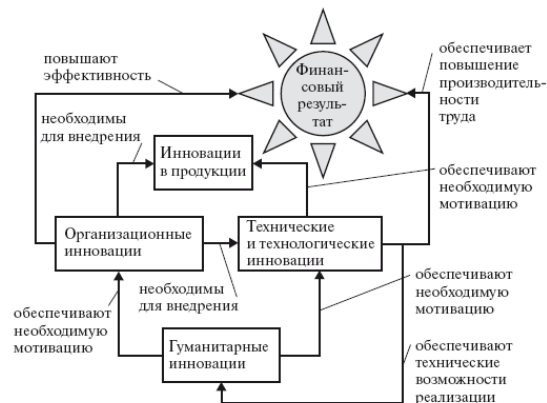 повышают
эффективность
Финан-
совый
резуль-
тат
обеспечивает
повышение
производитель-
ности
труда
необходимы
для внедрения
Инновации
в продукции
обеспечивают
необходимую
мотивацию
Организационные
инновации
Технические
и технологические
инновации
необходимы
для внедрения
обеспечивают
необходимую
мотивацию
обеспечивают
необходимую
мотивацию
Гуманитарные
инновации
обеспечивают
технические
возможности
реализации